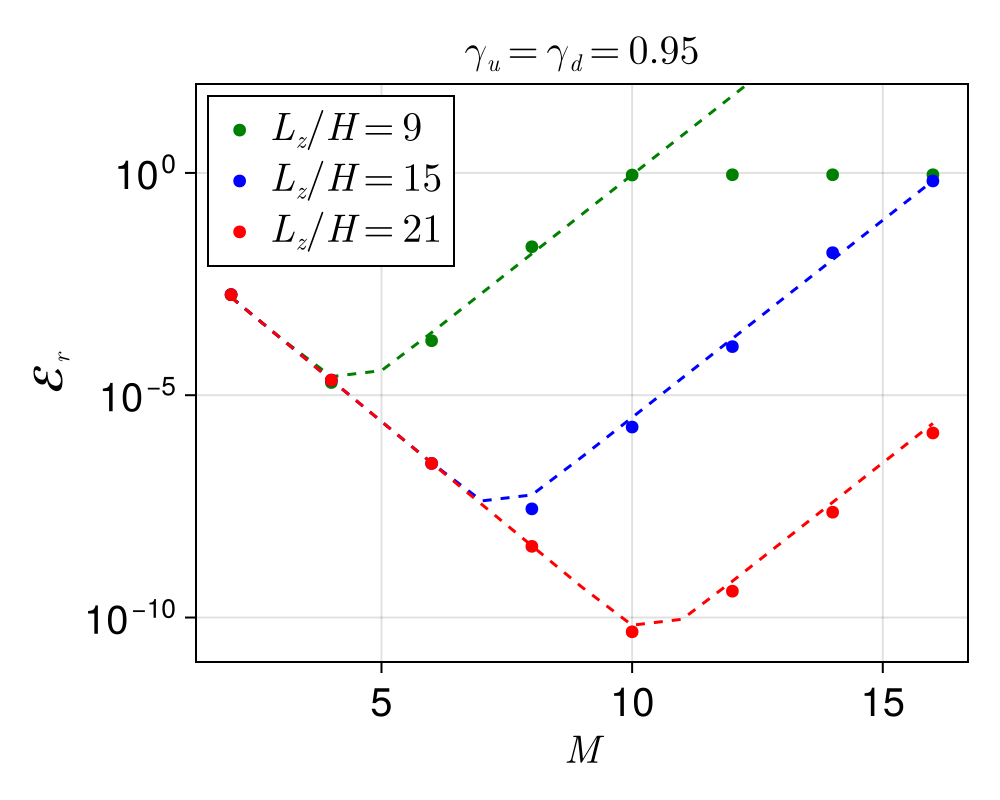 γ_u = γ_d = 0.95
L_z/H = 9
L_z/H = 15
L_z/H = 21
10^0
10^−5
10^−10
ℰ_r
5 10 15
M